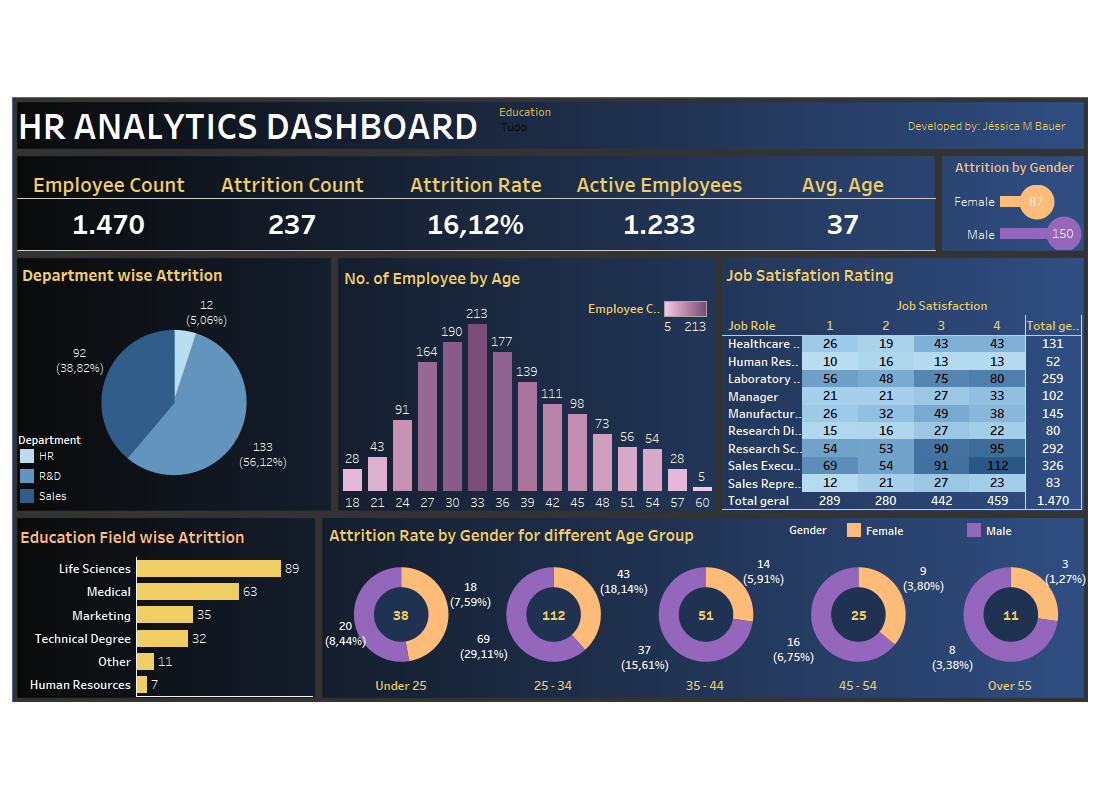 HR ANALYTICS DASHBOARD
Education
Tudo
Developed by: Jéssica M Bauer
Employee Count Attrition Count Attrition Rate Active Employees Avg. Age
1.470 237 16,12% 1.233 37
Attrition by Gender
Female 87
Male 150
Department wise Attrition
12
(5,06%)
92
(38,82%)
133
(56,12%)
Department
HR
R&D
Sales
No. of Employee by Age
Employee C..
5 213
28 43 91 164 190 213 177 139 111 98 73 56 54 28 5
18 21 24 27 30 33 36 39 42 45 48 51 54 57 60
Job Satisfation Rating
Job Satisfaction
Job Role 1 2 3 4 Total ge..
Healthcare .. 26 19 43 43 131
Human Res.. 10 16 13 13 52
Laboratory .. 56 48 75 80 259
Manager 21 21 27 33 102
Manufactur.. 26 32 49 38 145
Research Di.. 15 16 27 22 80
Research Sc.. 54 53 90 95 292
Sales Execu.. 69 54 91 112 326
Sales Repre.. 12 21 27 23 83
Total geral 289 280 442 459 1.470
Education Field wise Atrittion
Life Sciences 89
Medical 63
Marketing 35
Technical Degree 32
Other 11
Human Resources 7
Attrition Rate by Gender for different Age Group
Gender Female Male
18
(7,59%)
38
20
(8,44%)
Under 25
43
(18,14%)
112
69
(29,11%)
25 - 34
14
(5,91%)
51
37
(15,61%)
35 - 44
9
(3,80%)
25
16
(6,75%)
45 - 54
3
(1,27%)
11
8
(3,38%)
Over 55